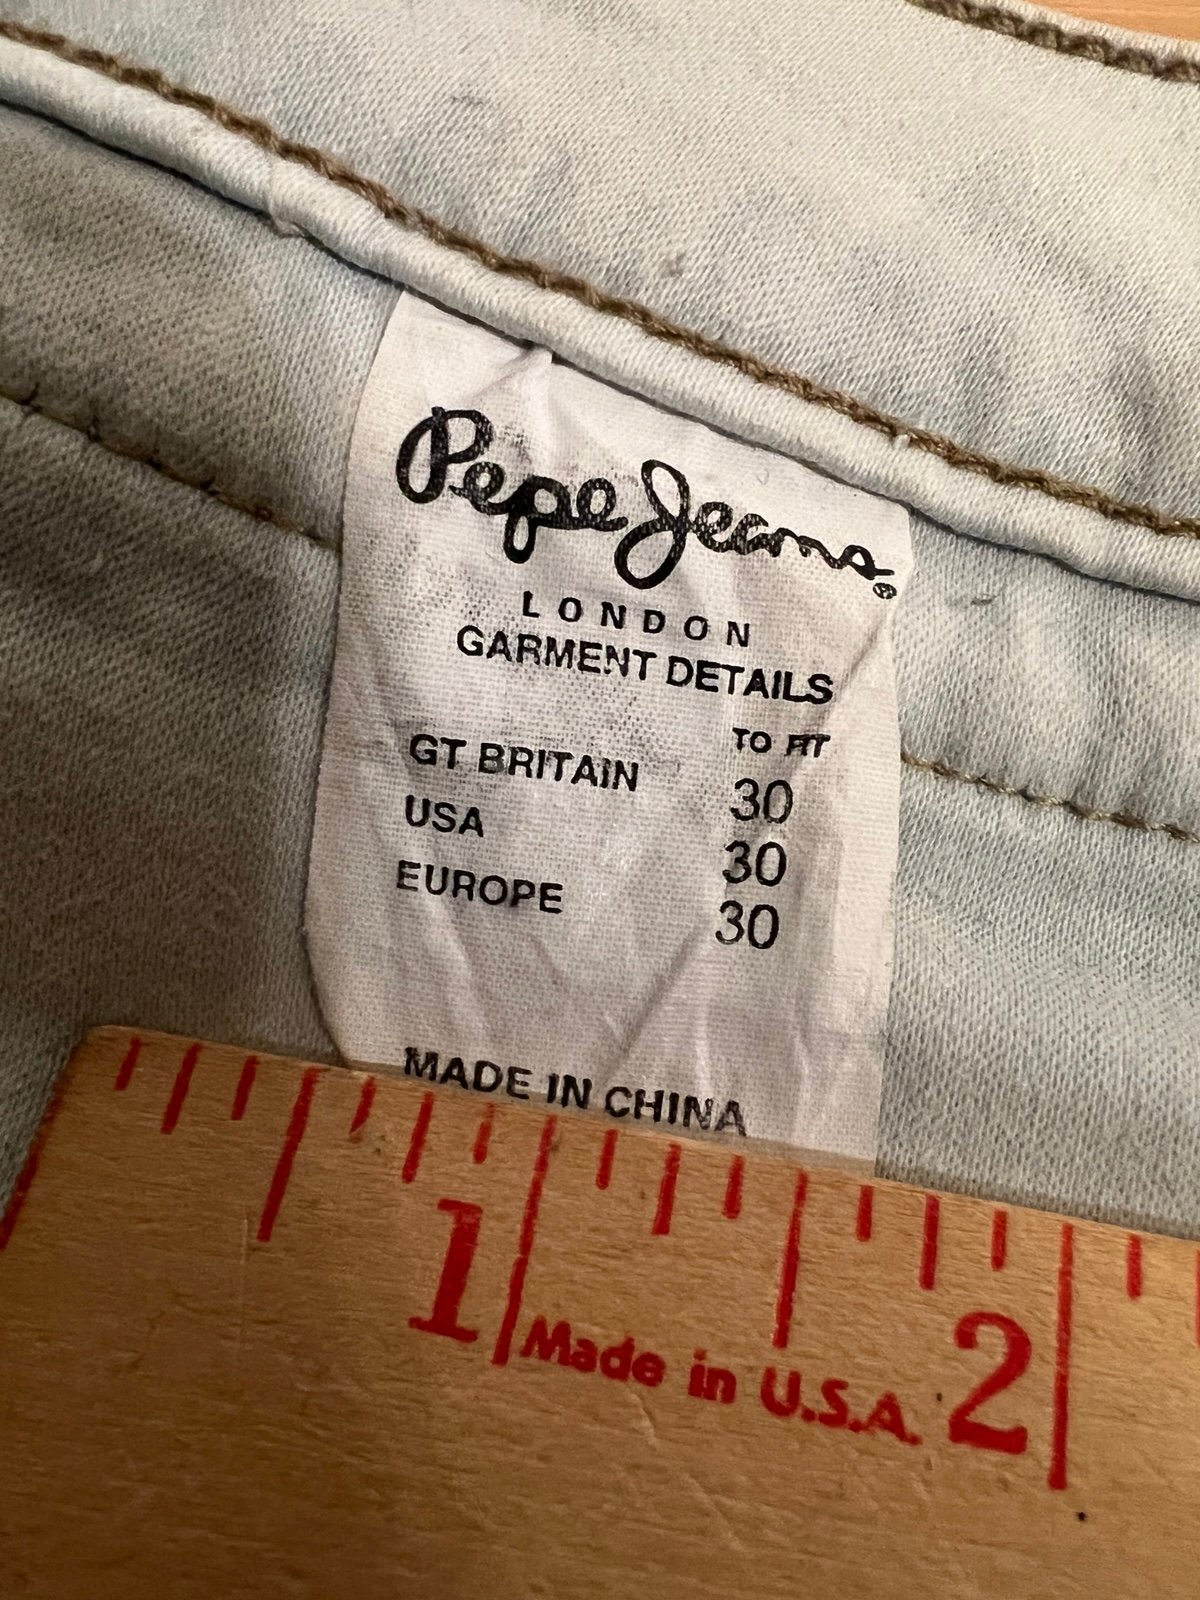 Pepe Jeans®
LONDON
GARMENT DETAILS
TO FIT
GT BRITAIN 30
USA 30
EUROPE 30
MADE IN CHINA
1 Made in U.S.A. 2